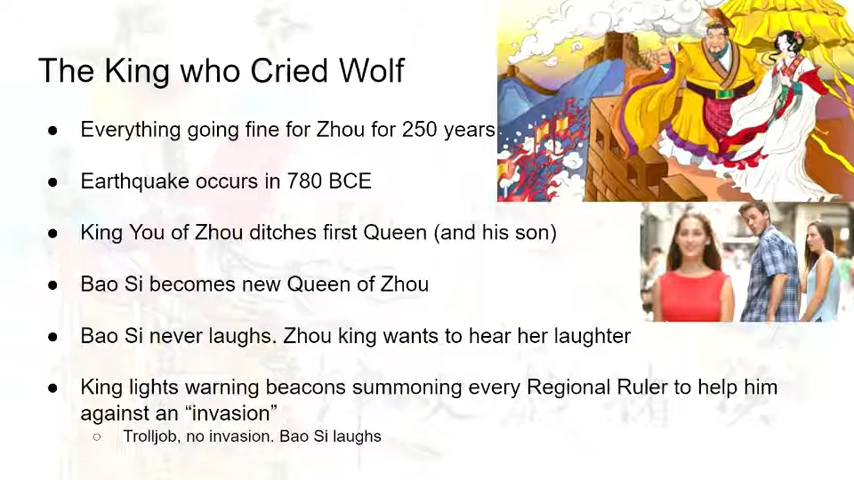 The King who Cried Wolf
● Everything going fine for Zhou for 250 years.
● Earthquake occurs in 780 BCE
● King You of Zhou ditches first Queen (and his son)
● Bao Si becomes new Queen of Zhou
● Bao Si never laughs. Zhou king wants to hear her laughter
● King lights warning beacons summoning every Regional Ruler to help him
against an “invasion”
○ Trolljob, no invasion. Bao Si laughs